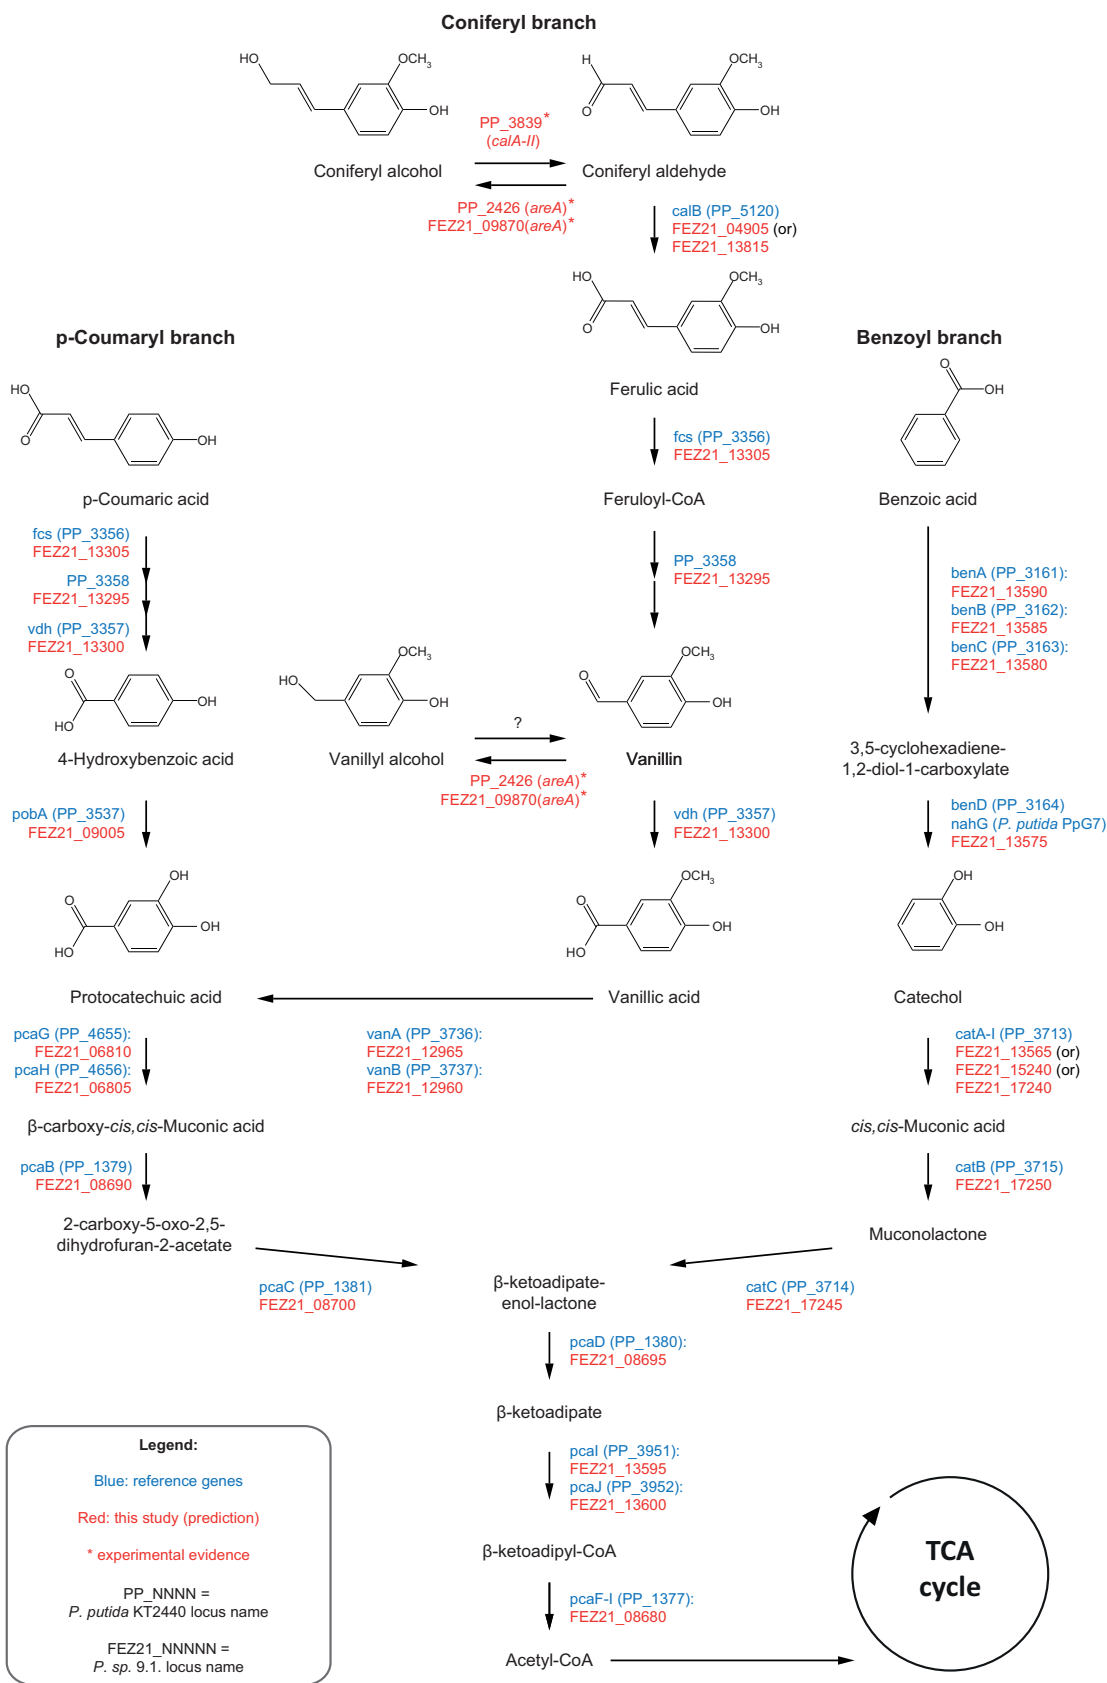 Coniferyl branch
HO
OCH3
OH
H
O
OCH3
OH
PP_3839*
(calA-II)
Coniferyl alcohol
Coniferyl aldehyde
PP_2426 (areA)*
FEZ21_09870(areA)*
calB (PP_5120)
FEZ21_04905 (or)
FEZ21_13815
HO
O
OCH3
OH
Ferulic acid
fcs (PP_3356)
FEZ21_13305
Feruloyl-CoA
PP_3358
FEZ21_13295
p-Coumaryl branch
HO
O
OH
p-Coumaric acid
fcs (PP_3356)
FEZ21_13305
PP_3358
FEZ21_13295
vdh (PP_3357)
FEZ21_13300
O
HO
OH
4-Hydroxybenzoic acid
HO
OCH3
OH
Vanillyl alcohol
?
PP_2426 (areA)*
FEZ21_09870(areA)*
O
OCH3
OH
Vanillin
vdh (PP_3357)
FEZ21_13300
pobA (PP_3537)
FEZ21_09005
O
HO
OH
OH
Protocatechuic acid
O
HO
OCH3
OH
Vanillic acid
vanA (PP_3736):
FEZ21_12965
vanB (PP_3737):
FEZ21_12960
pcaG (PP_4655):
FEZ21_06810
pcaH (PP_4656):
FEZ21_06805
β-carboxy-cis,cis-Muconic acid
pcaB (PP_1379)
FEZ21_08690
2-carboxy-5-oxo-2,5-
dihydrofuran-2-acetate
pcaC (PP_1381)
FEZ21_08700
Benzoyl branch
O
OH
Benzoic acid
benA (PP_3161):
FEZ21_13590
benB (PP_3162):
FEZ21_13585
benC (PP_3163):
FEZ21_13580
3,5-cyclohexadiene-
1,2-diol-1-carboxylate
benD (PP_3164)
nahG (P. putida PpG7)
FEZ21_13575
OH
OH
Catechol
catA-I (PP_3713)
FEZ21_13565 (or)
FEZ21_15240 (or)
FEZ21_17240
cis,cis-Muconic acid
catB (PP_3715)
FEZ21_17250
Muconolactone
catC (PP_3714)
FEZ21_17245
β-ketoadipate-
enol-lactone
pcaD (PP_1380):
FEZ21_08695
β-ketoadipate
pcaI (PP_3951):
FEZ21_13595
pcaJ (PP_3952):
FEZ21_13600
β-ketoadipyl-CoA
pcaF-I (PP_1377):
FEZ21_08680
Acetyl-CoA
TCA
cycle
Legend:
Blue: reference genes
Red: this study (prediction)
* experimental evidence
PP_NNNN =
P. putida KT2440 locus name
FEZ21_NNNNN =
P. sp. 9.1. locus name